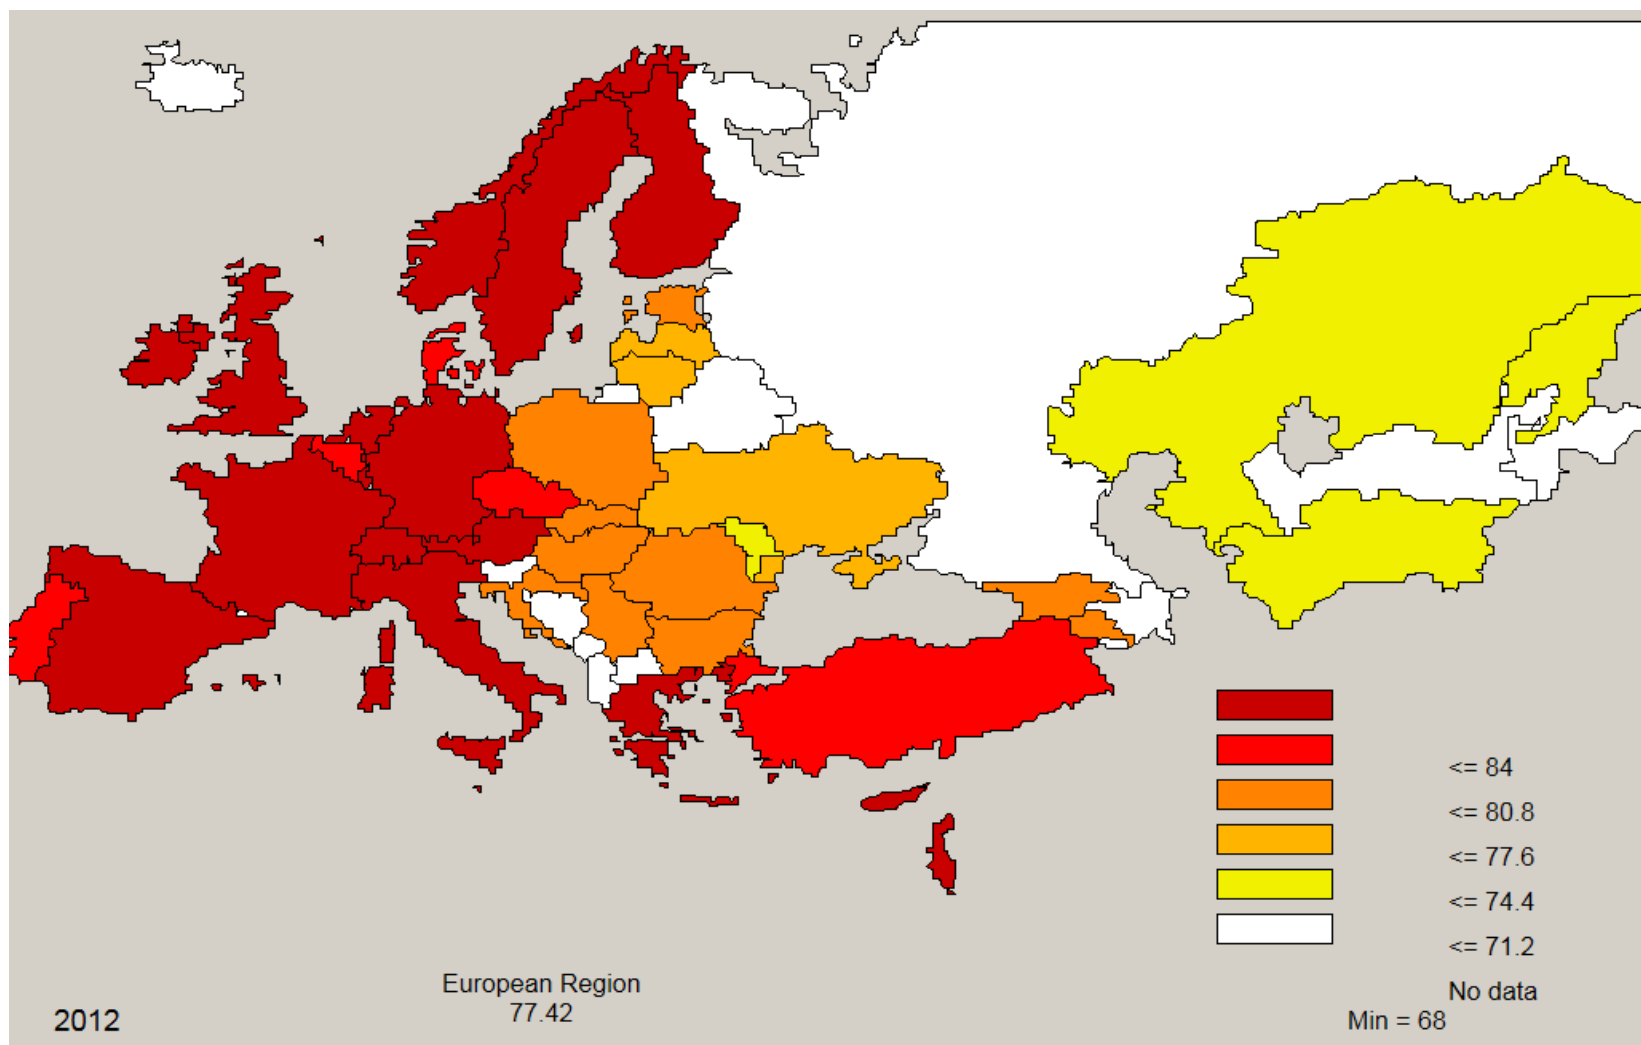 <= 84
<= 80.8
<= 77.6
<= 74.4
<= 71.2
No data
European Region
77.42
2012
Min = 68